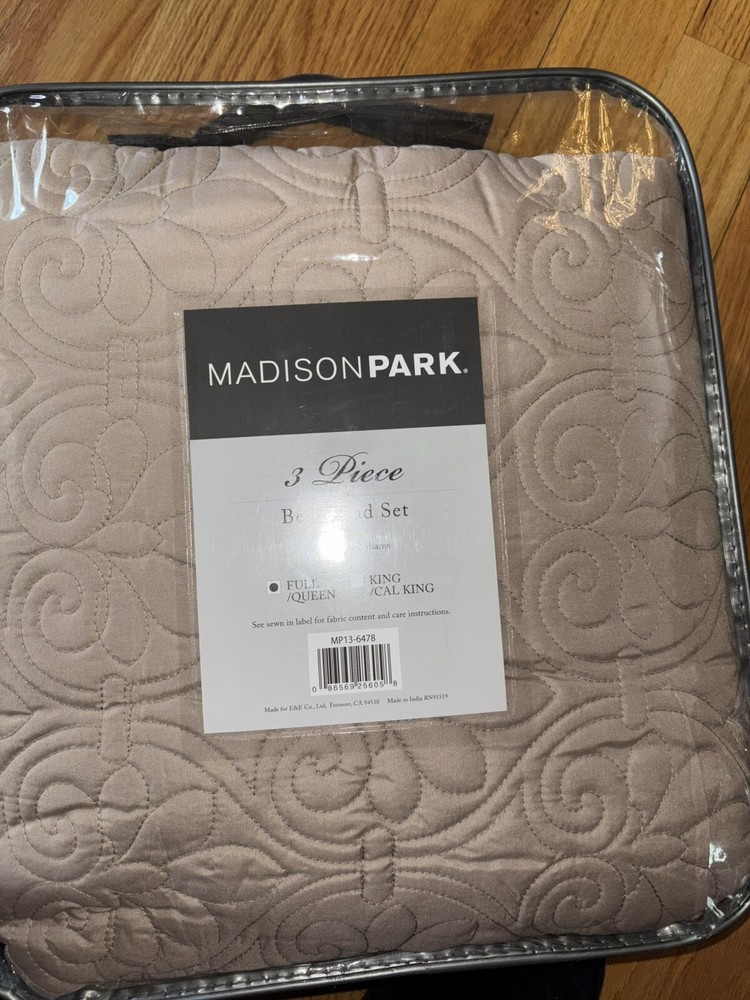 MADISONPARK®
3 Piece
Set
FULL KING
/QUEEN /CAL KING
See sewn in label for fabric content and care instructions.
MP13-6478
0 86569 25605 8
Made for E&E Co., Ltd, Fremont, CA 94538 Made in India RN91519